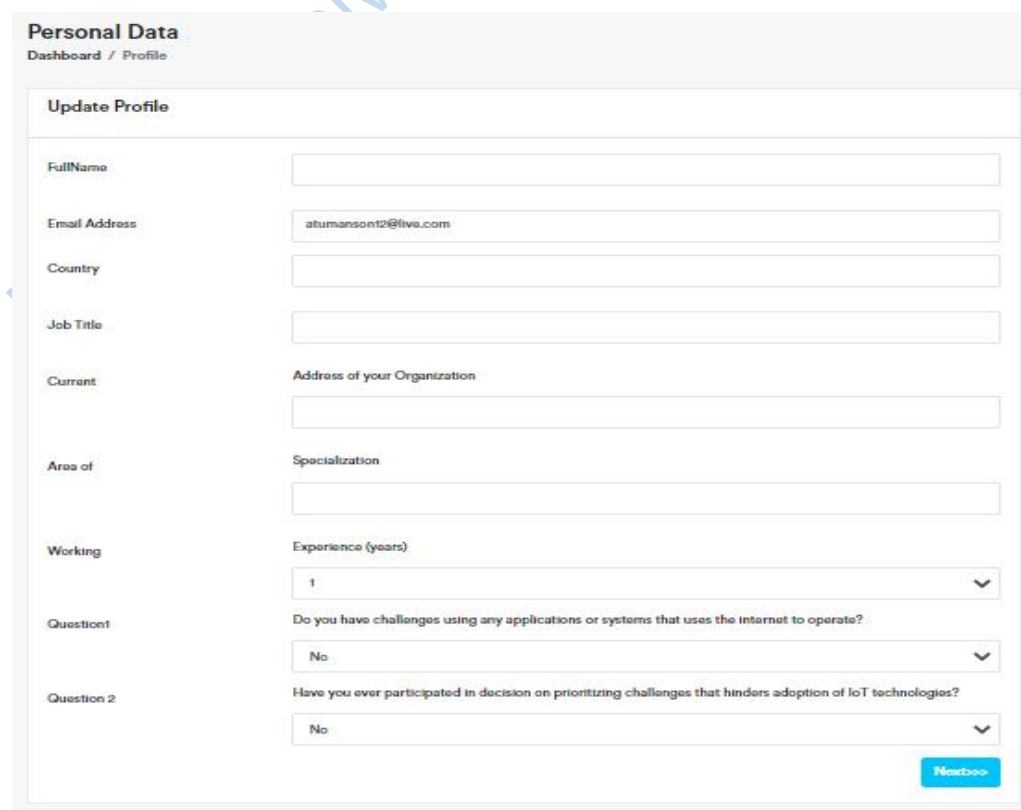 Personal Data
Dashboard / Profile
Update Profile
FullName
Email Address atumanson12@live.com
Country
Job Title
Current Address of your Organization
Area of Specialization
Working Experience (years)
1
Question1 Do you have challenges using any applications or systems that uses the internet to operate?
No
Question 2 Have you ever participated in decision on prioritizing challenges that hinders adoption of IoT technologies?
No
Next>>>